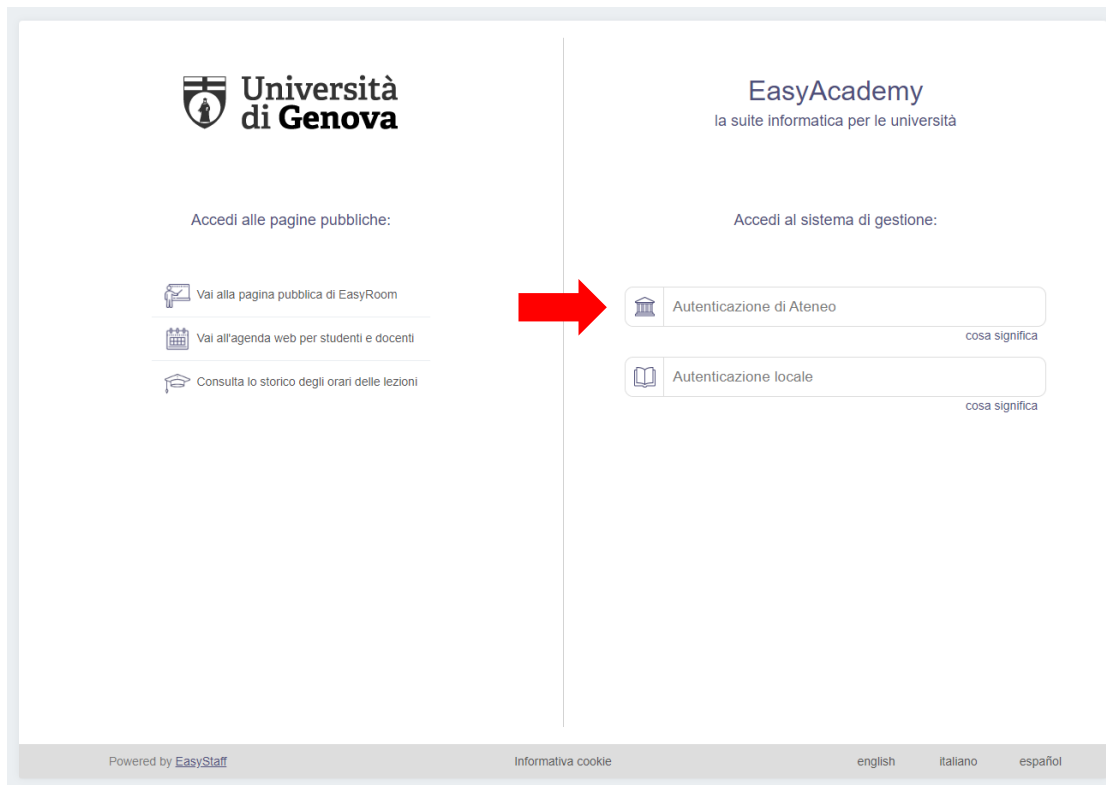 Università
di Genova
Accedi alle pagine pubbliche:
Vai alla pagina pubblica di EasyRoom
Vai all'agenda web per studenti e docenti
Consulta lo storico degli orari delle lezioni
EasyAcademy
la suite informatica per le università
Accedi al sistema di gestione:
Autenticazione di Ateneo
cosa significa
Autenticazione locale
cosa significa
Powered by EasyStaff
Informativa cookie
english italiano español